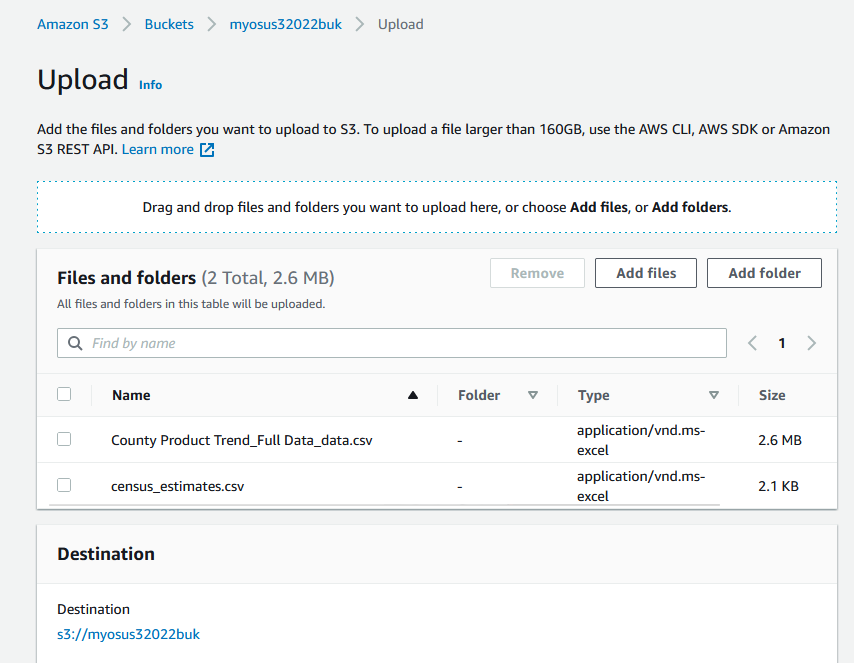 Amazon S3 > Buckets > myosus32022buk > Upload
Upload Info
Add the files and folders you want to upload to S3. To upload a file larger than 160GB, use the AWS CLI, AWS SDK or Amazon
S3 REST API. Learn more
Drag and drop files and folders you want to upload here, or choose Add files, or Add folders.
Files and folders (2 Total, 2.6 MB)
Remove Add files Add folder
All files and folders in this table will be uploaded.
Find by name
1
Name Folder Type Size
County Product Trend_Full Data_data.csv - application/vnd.ms-
excel 2.6 MB
census_estimates.csv - application/vnd.ms-
excel 2.1 KB
Destination
Destination
s3://myosus32022buk